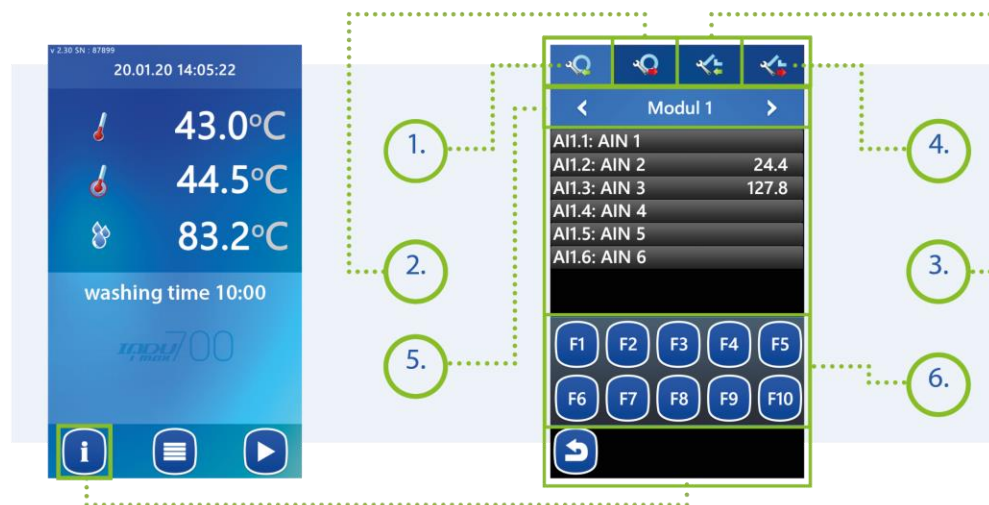 v 2.30 SN : 87899
20.01.20 14:05:22
43.0°C
44.5°C
83.2°C
washing time 10:00
INDU 700
iMAX
i
1.
2.
5.
Modul 1
AI1.1: AIN 1
AI1.2: AIN 2 24.4
AI1.3: AIN 3 127.8
AI1.4: AIN 4
AI1.5: AIN 5
AI1.6: AIN 6
F1 F2 F3 F4 F5
F6 F7 F8 F9 F10
4.
3.
6.